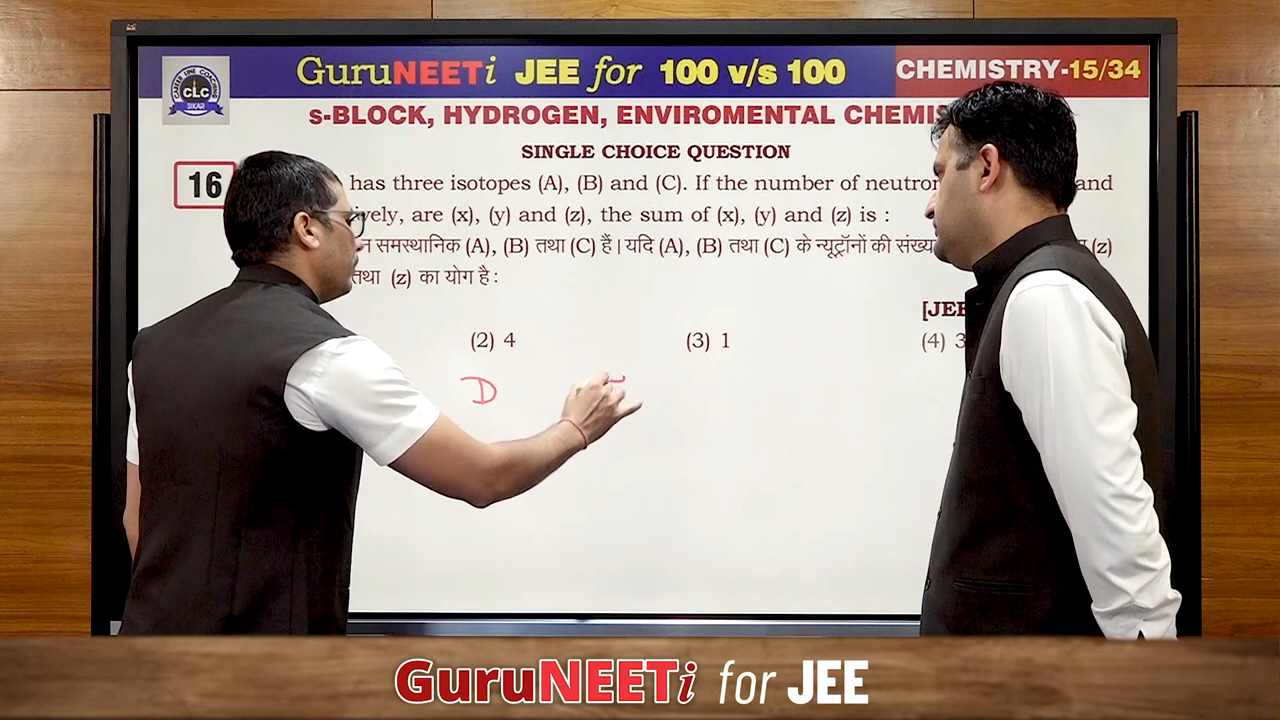 GuruNEETi JEE for 100 v/s 100
CHEMISTRY-15/34
CAREER LINE COACHING
CLC
SIKAR
s-BLOCK, HYDROGEN, ENVIROMENTAL CHEMIS
SINGLE CHOICE QUESTION
16
has three isotopes (A), (B) and (C). If the number of neutron and
ively, are (x), (y) and (z), the sum of (x), (y) and (z) is :
न समस्थानिक (A), (B) तथा (C) हैं। यदि (A), (B) तथा (C) के न्यूट्रॉनों की संख्य (z)
तथा (z) का योग है :
[JEE
(2) 4
(3) 1
(4) 3
D
GuruNEETi for JEE